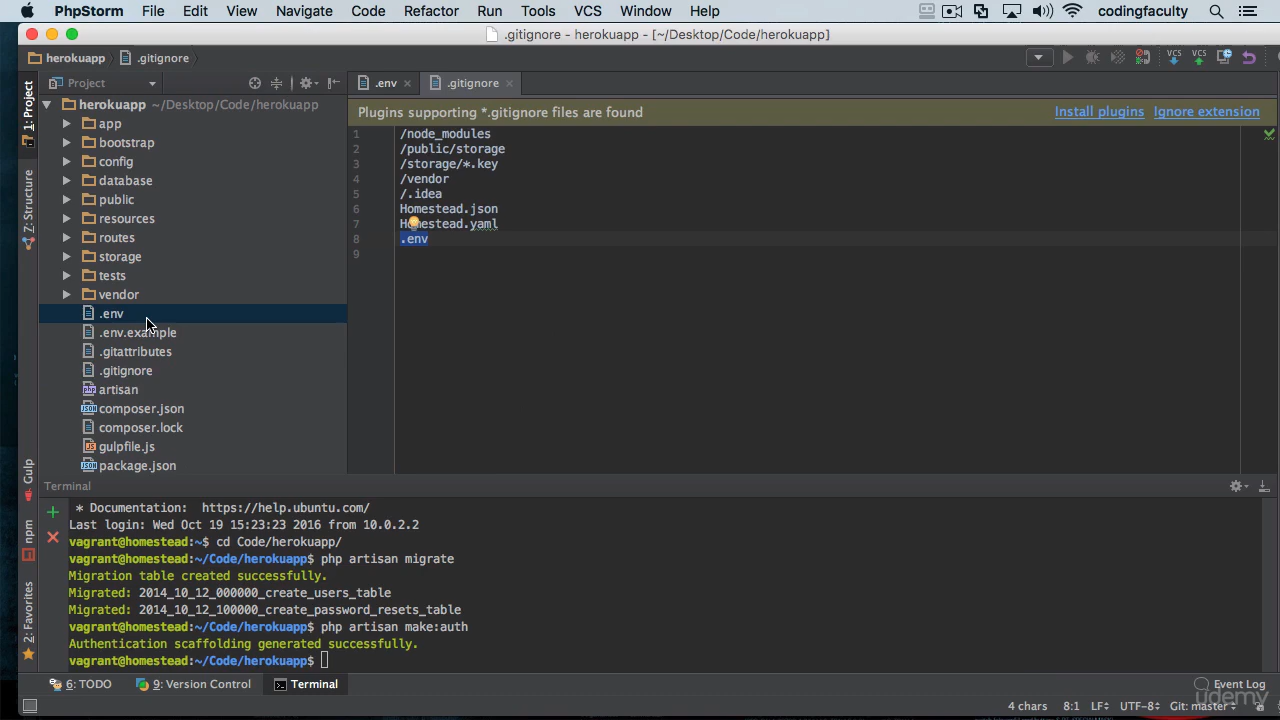 PhpStorm File Edit View Navigate Code Refactor Run Tools VCS Window Help codingfaculty
.gitignore - herokuapp - [~/Desktop/Code/herokuapp]
herokuapp .gitignore VCS VCS
1: Project
7: Structure
Gulp
npm
2: Favorites
Project
.env .gitignore
herokuapp ~/Desktop/Code/herokuapp
app
bootstrap
config
database
public
resources
routes
storage
tests
vendor
.env
.env.example
.gitattributes
.gitignore
artisan
composer.json
composer.lock
gulpfile.js
package.json
Plugins supporting *.gitignore files are found Install plugins Ignore extension
1 /node_modules
2 /public/storage
3 /storage/*.key
4 /vendor
5 /.idea
6 Homestead.json
7 Homestead.yaml
8 .env
9
Terminal
* Documentation: https://help.ubuntu.com/
Last login: Wed Oct 19 15:23:23 2016 from 10.0.2.2
vagrant@homestead:~$ cd Code/herokuapp/
vagrant@homestead:~/Code/herokuapp$ php artisan migrate
Migration table created successfully.
Migrated: 2014_10_12_000000_create_users_table
Migrated: 2014_10_12_100000_create_password_resets_table
vagrant@homestead:~/Code/herokuapp$ php artisan make:auth
Authentication scaffolding generated successfully.
vagrant@homestead:~/Code/herokuapp$
6: TODO 9: Version Control Terminal Event Log
4 chars 8:1 LF UTF-8 Git: master
udemy